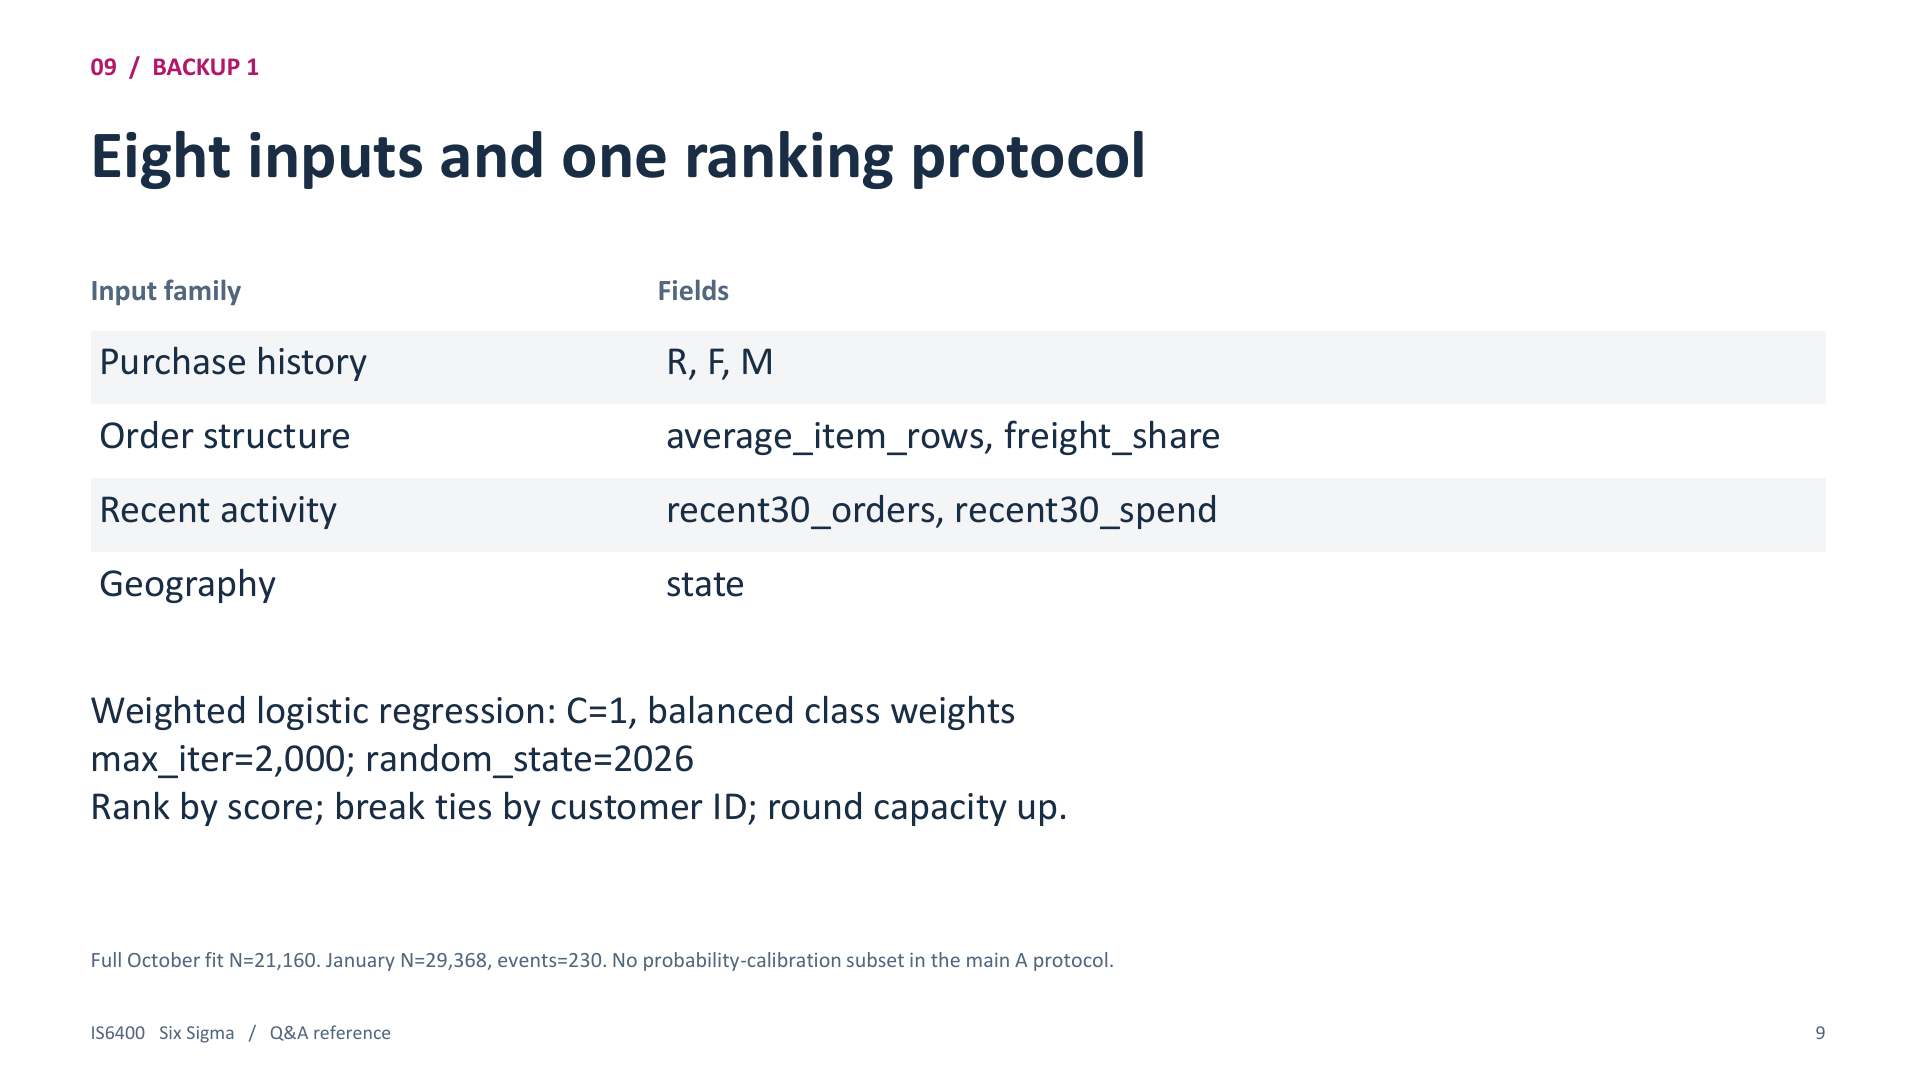 09 / BACKUP 1
Eight inputs and one ranking protocol
Input family Fields
Purchase history R, F, M
Order structure average_item_rows, freight_share
Recent activity recent30_orders, recent30_spend
Geography state
Weighted logistic regression: C=1, balanced class weights
max_iter=2,000; random_state=2026
Rank by score; break ties by customer ID; round capacity up.
Full October fit N=21,160. January N=29,368, events=230. No probability-calibration subset in the main A protocol.
IS6400 Six Sigma / Q&A reference 9